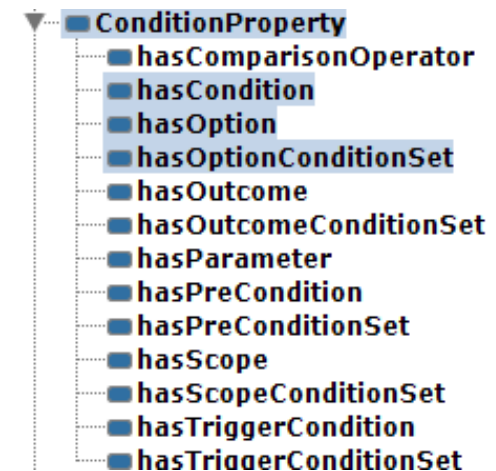 ConditionProperty
hasComparisonOperator
hasCondition
hasOption
hasOptionConditionSet
hasOutcome
hasOutcomeConditionSet
hasParameter
hasPreCondition
hasPreConditionSet
hasScope
hasScopeConditionSet
hasTriggerCondition
hasTriggerConditionSet